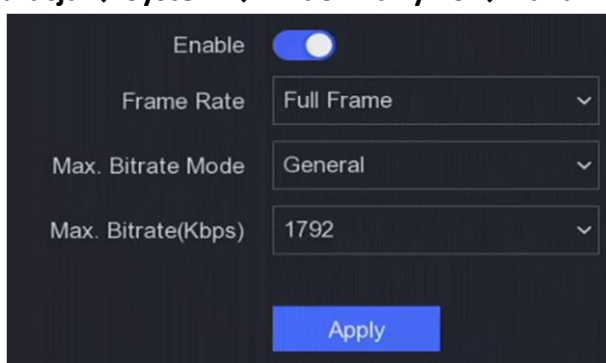 Enable
Frame Rate Full Frame
Max. Bitrate Mode General
Max. Bitrate(Kbps) 1792
Apply